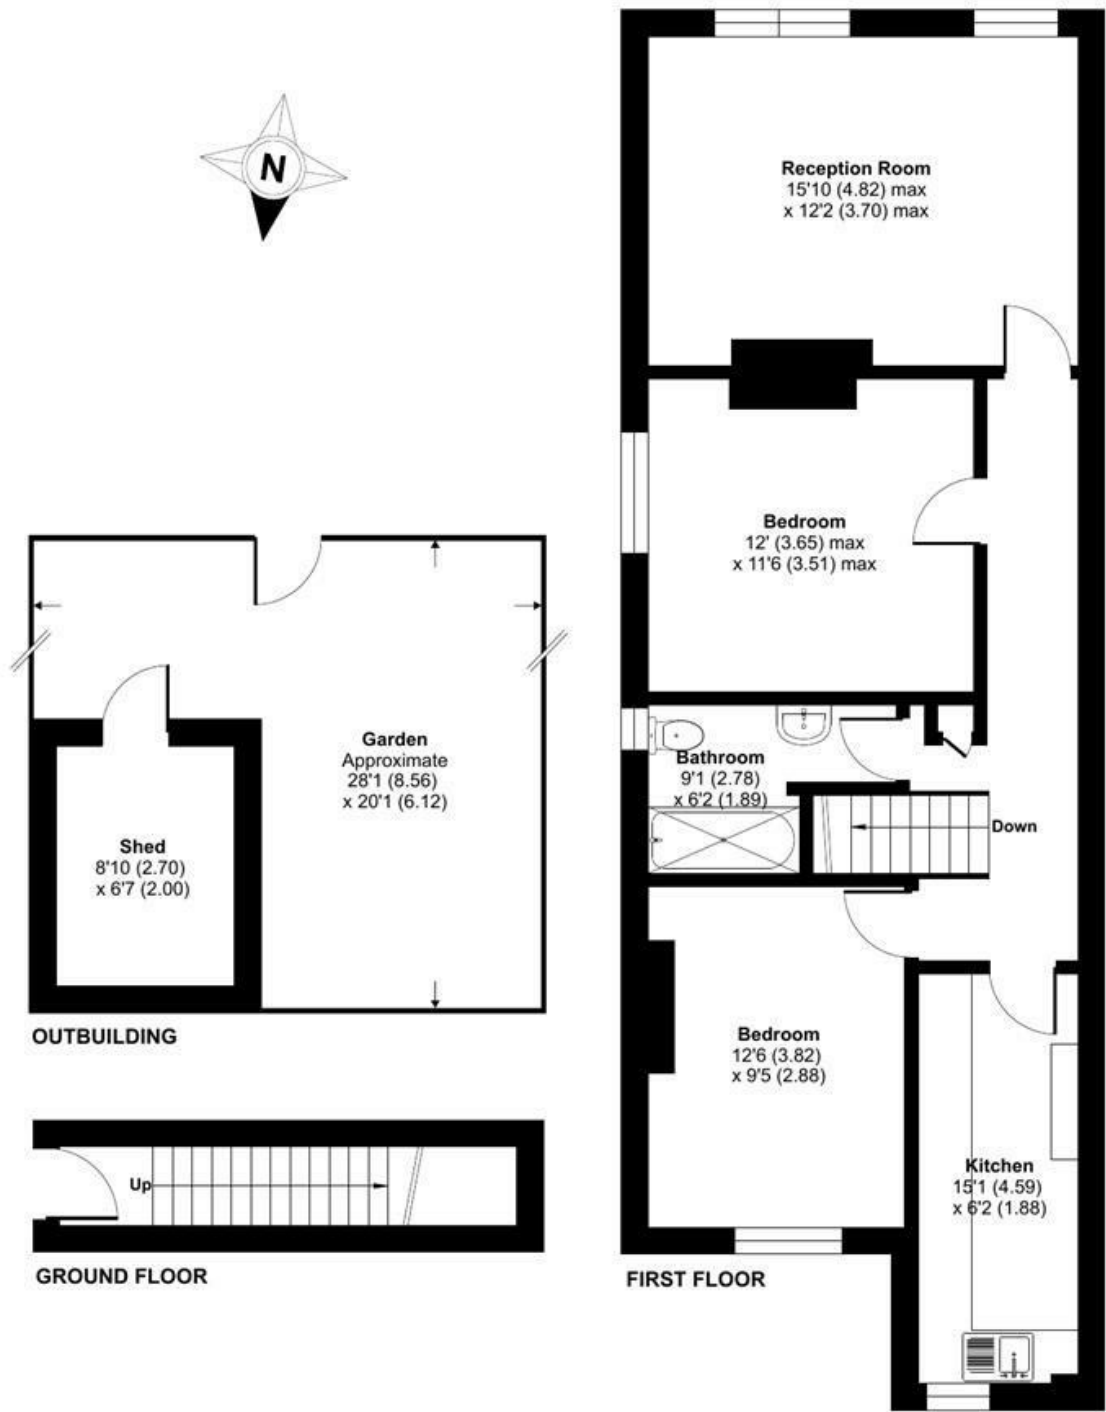 N
Reception Room
15'10 (4.82) max
x 12'2 (3.70) max
Bedroom
12' (3.65) max
x 11'6 (3.51) max
Bathroom
9'1 (2.78)
x 6'2 (1.89)
Down
Bedroom
12'6 (3.82)
x 9'5 (2.88)
Kitchen
15'1 (4.59)
x 6'2 (1.88)
FIRST FLOOR
Garden
Approximate
28'1 (8.56)
x 20'1 (6.12)
Shed
8'10 (2.70)
x 6'7 (2.00)
OUTBUILDING
Up
GROUND FLOOR